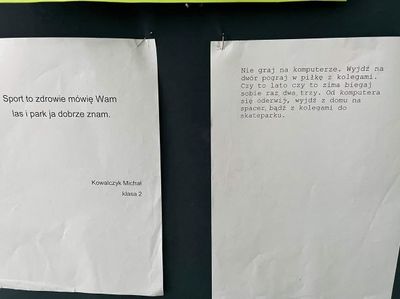 Sport to zdrowie mówię Wam
las i park ja dobrze znam.
Kowalczyk Michał
klasa 2
Nie graj na komputerze. Wyjdź na
dwór pograj w piłkę z kolegami.
Czy to lato czy to zima biegaj
sobie raz dwa trzy. Od komputera
się oderwij, wyjdź z domu na
spacer bądź z kolegami do
skateparku.